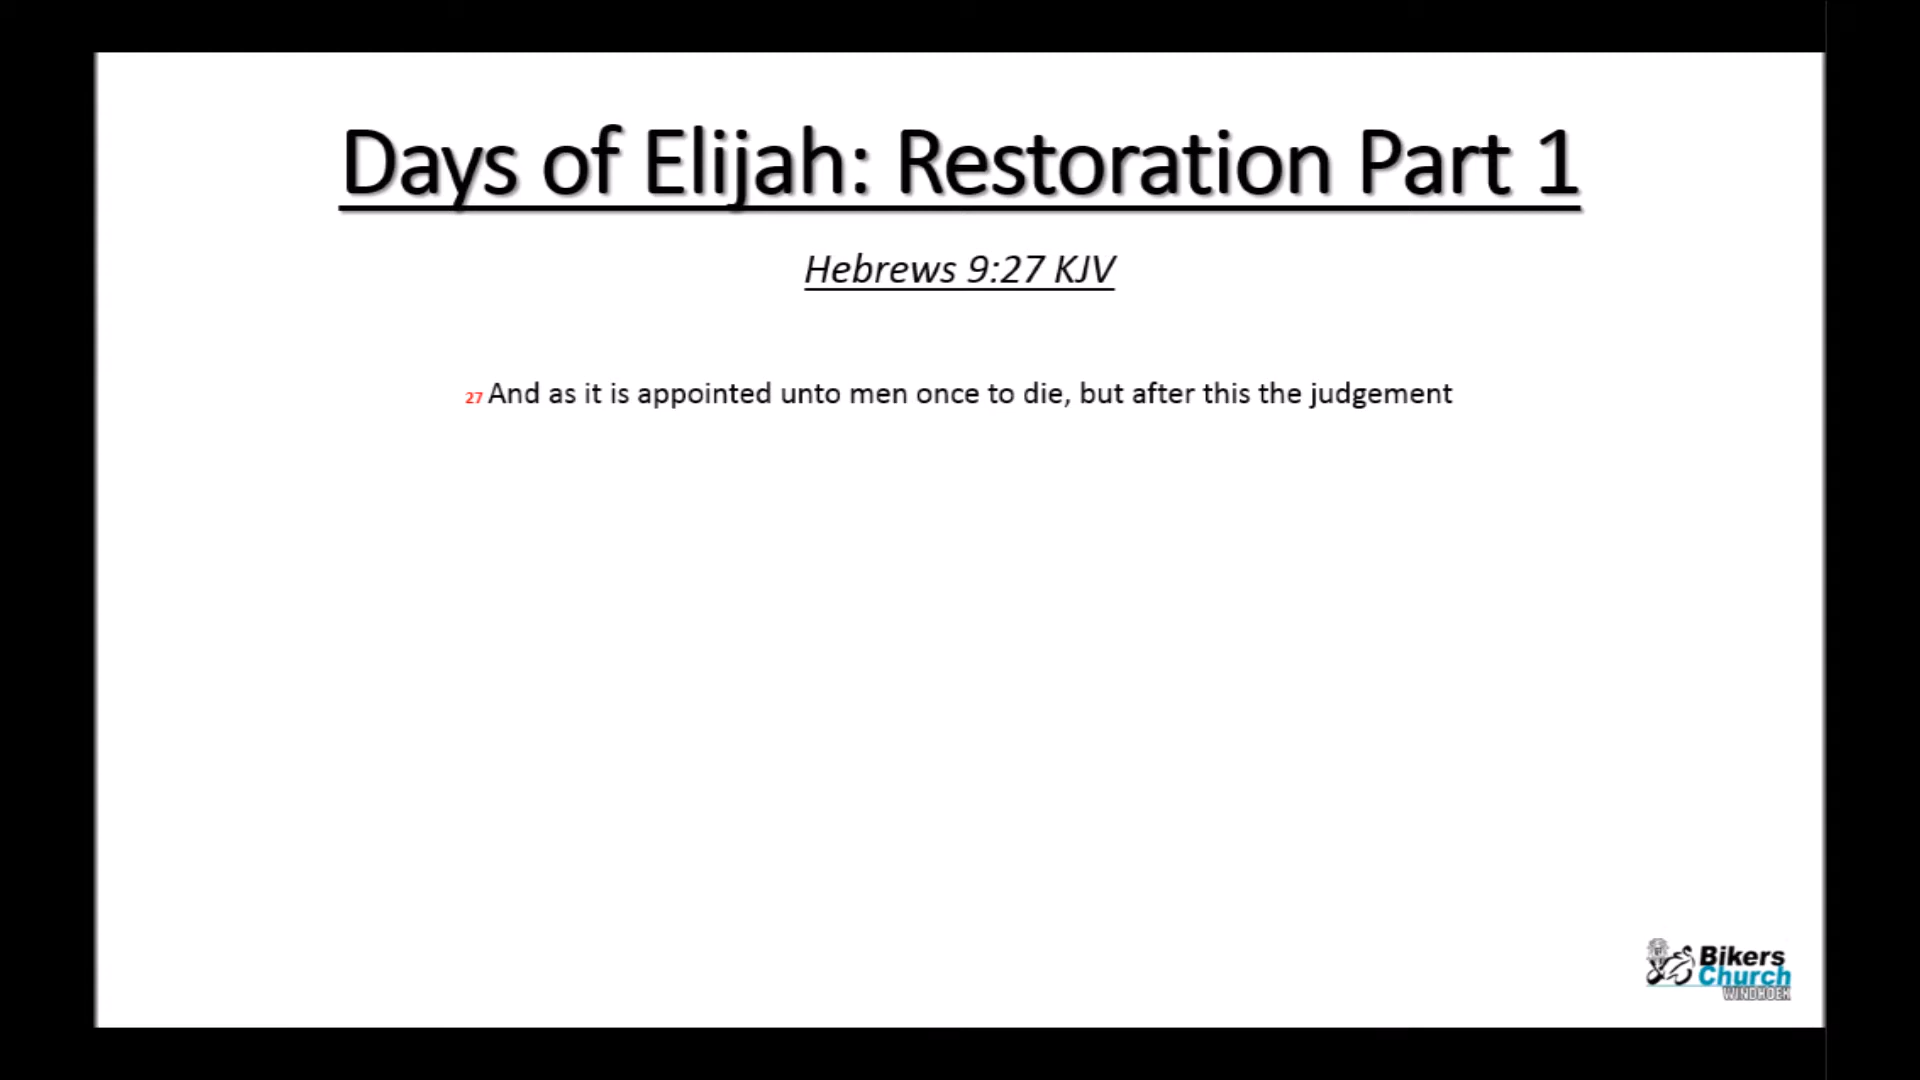 Days of Elijah: Restoration Part 1
Hebrews 9:27 KJV
27 And as it is appointed unto men once to die, but after this the judgement
Bikers
Church
WINDHOEK